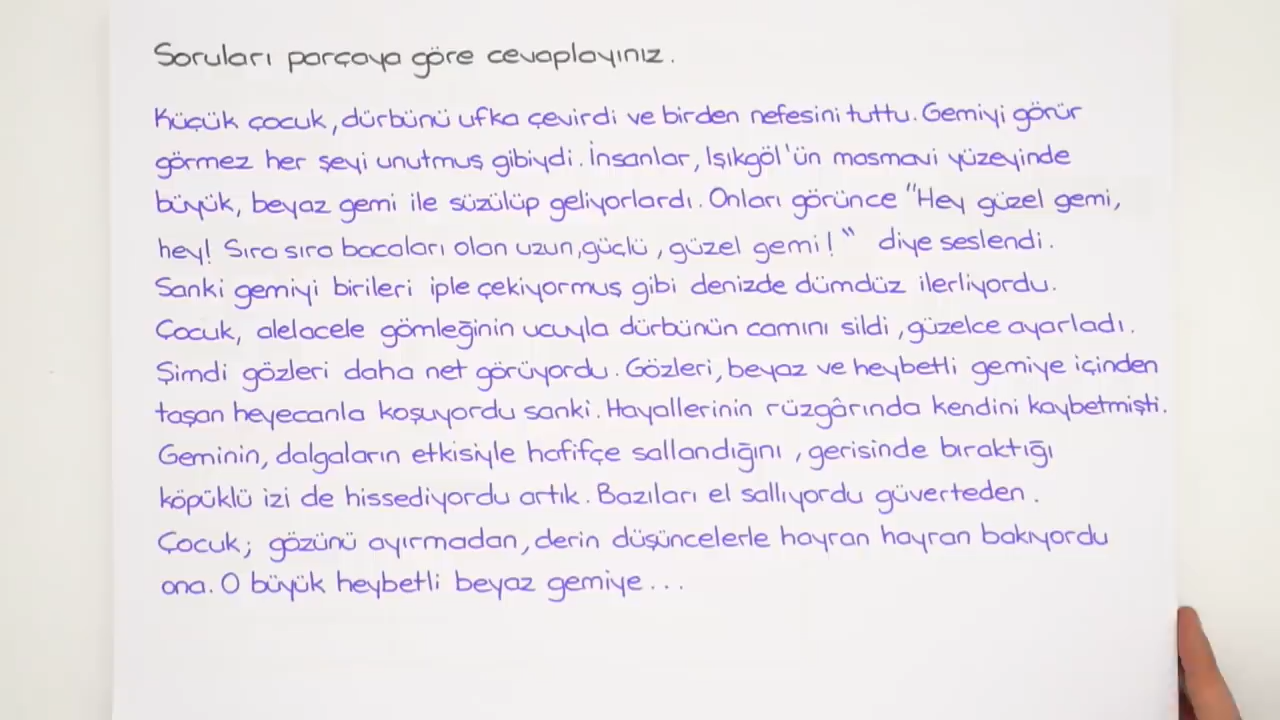 Soruları parçaya göre cevaplayınız.
Küçük çocuk, dürbünü ufka çevirdi ve birden nefesini tuttu. Gemiyi görür
görmez her şeyi unutmuş gibiydi. İnsanlar, Işıkgöl'ün masmavi yüzeyinde
büyük, beyaz gemi ile süzülüp geliyorlardı. Onları görünce "Hey güzel gemi,
hey! Sıra sıra bacaları olan uzun, güçlü, güzel gemi!" diye seslendi.
Sanki gemiyi birileri iple çekiyormuş gibi denizde dümdüz ilerliyordu.
Çocuk, alelacele gömleğinin ucuyla dürbünün camını sildi, güzelce ayarladı.
Şimdi gözleri daha net görüyordu. Gözleri, beyaz ve heybetli gemiye içinden
taşan heyecanla koşuyordu sanki. Hayallerinin rüzgârında kendini kaybetmişti.
Geminin, dalgaların etkisiyle hafifçe sallandığını, gerisinde bıraktığı
köpüklü izi de hissediyordu artık. Bazıları el sallıyordu güverteden.
Çocuk; gözünü ayırmadan, derin düşüncelerle hayran hayran bakıyordu
ona. O büyük heybetli beyaz gemiye...